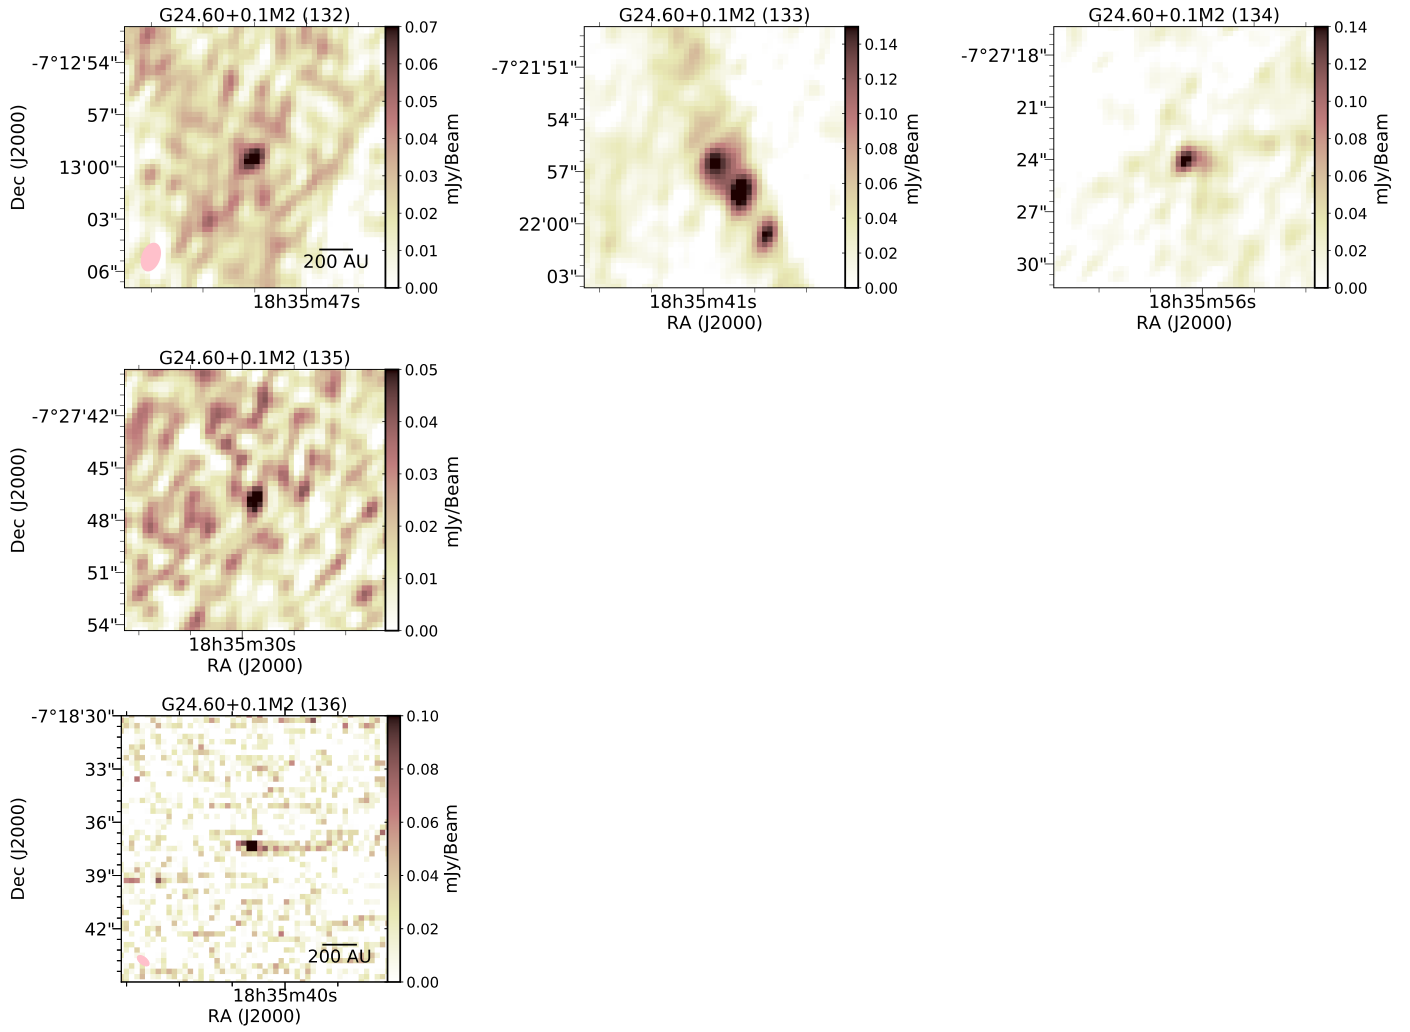 G24.60+0.1M2 (132)
Dec (J2000)
-7°12'54"
57"
13'00"
03"
06"
200 AU
18h35m47s
0.07
0.06
0.05
0.04
0.03
0.02
0.01
0.00
mJy/Beam
G24.60+0.1M2 (133)
-7°21'51"
54"
57"
22'00"
03"
18h35m41s
RA (J2000)
0.14
0.12
0.10
0.08
0.06
0.04
0.02
0.00
mJy/Beam
G24.60+0.1M2 (134)
-7°27'18"
21"
24"
27"
30"
18h35m56s
RA (J2000)
0.14
0.12
0.10
0.08
0.06
0.04
0.02
0.00
mJy/Beam
G24.60+0.1M2 (135)
Dec (J2000)
-7°27'42"
45"
48"
51"
54"
18h35m30s
RA (J2000)
0.05
0.04
0.03
0.02
0.01
0.00
mJy/Beam
G24.60+0.1M2 (136)
Dec (J2000)
-7°18'30"
33"
36"
39"
42"
200 AU
18h35m40s
RA (J2000)
0.10
0.08
0.06
0.04
0.02
0.00
mJy/Beam